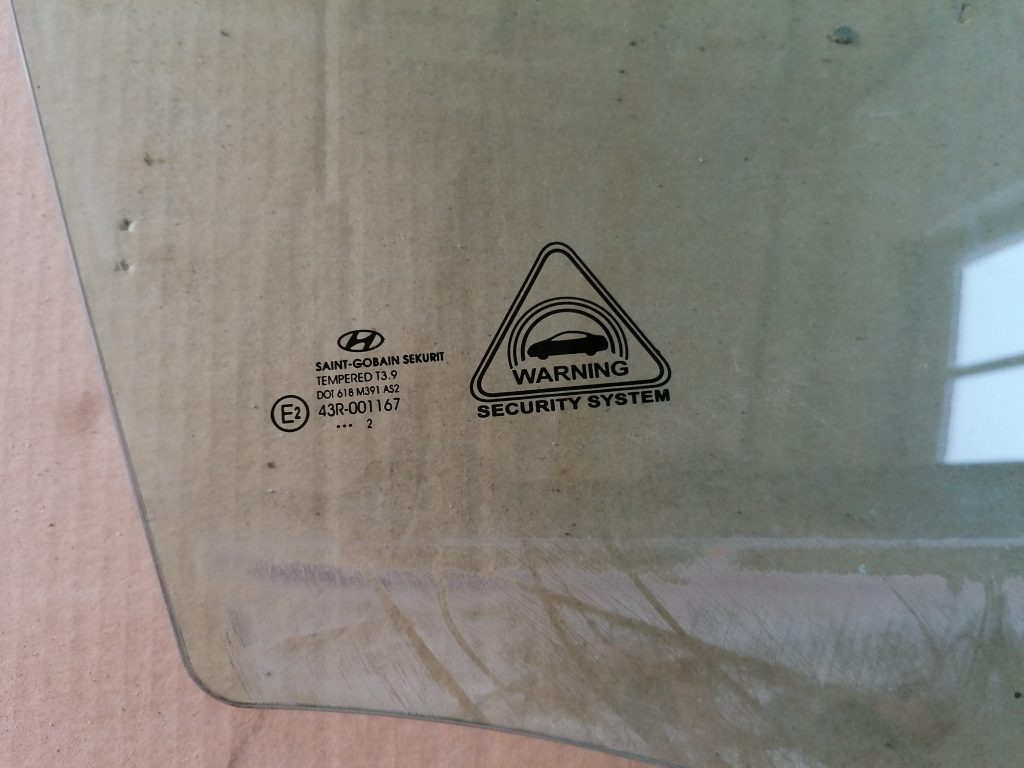 SAINT-GOBAIN SEKURIT
TEMPERED T3.9
DOT 618 M391 AS2
E2 43R-001167
... 2
WARNING
SECURITY SYSTEM